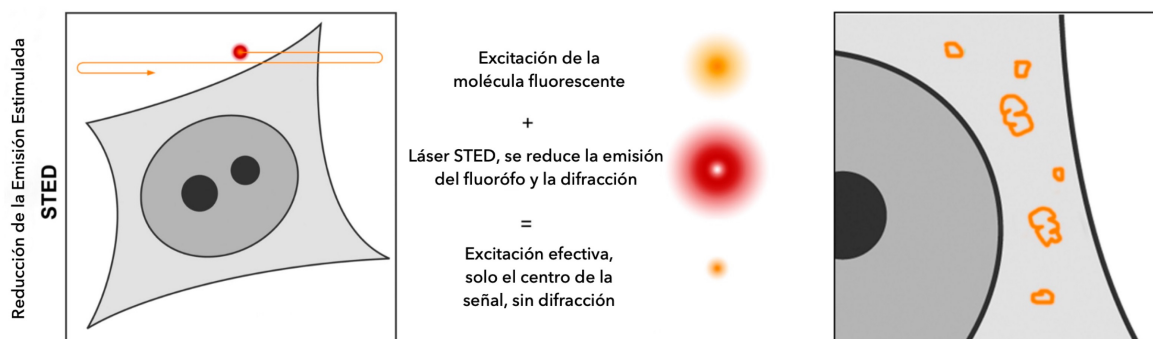 Reducción de la Emisión Estimulada
STED
Excitación de la
molécula fluorescente
+
Láser STED, se reduce la emisión
del fluorófo y la difracción
=
Excitación efectiva,
solo el centro de la
señal, sin difracción